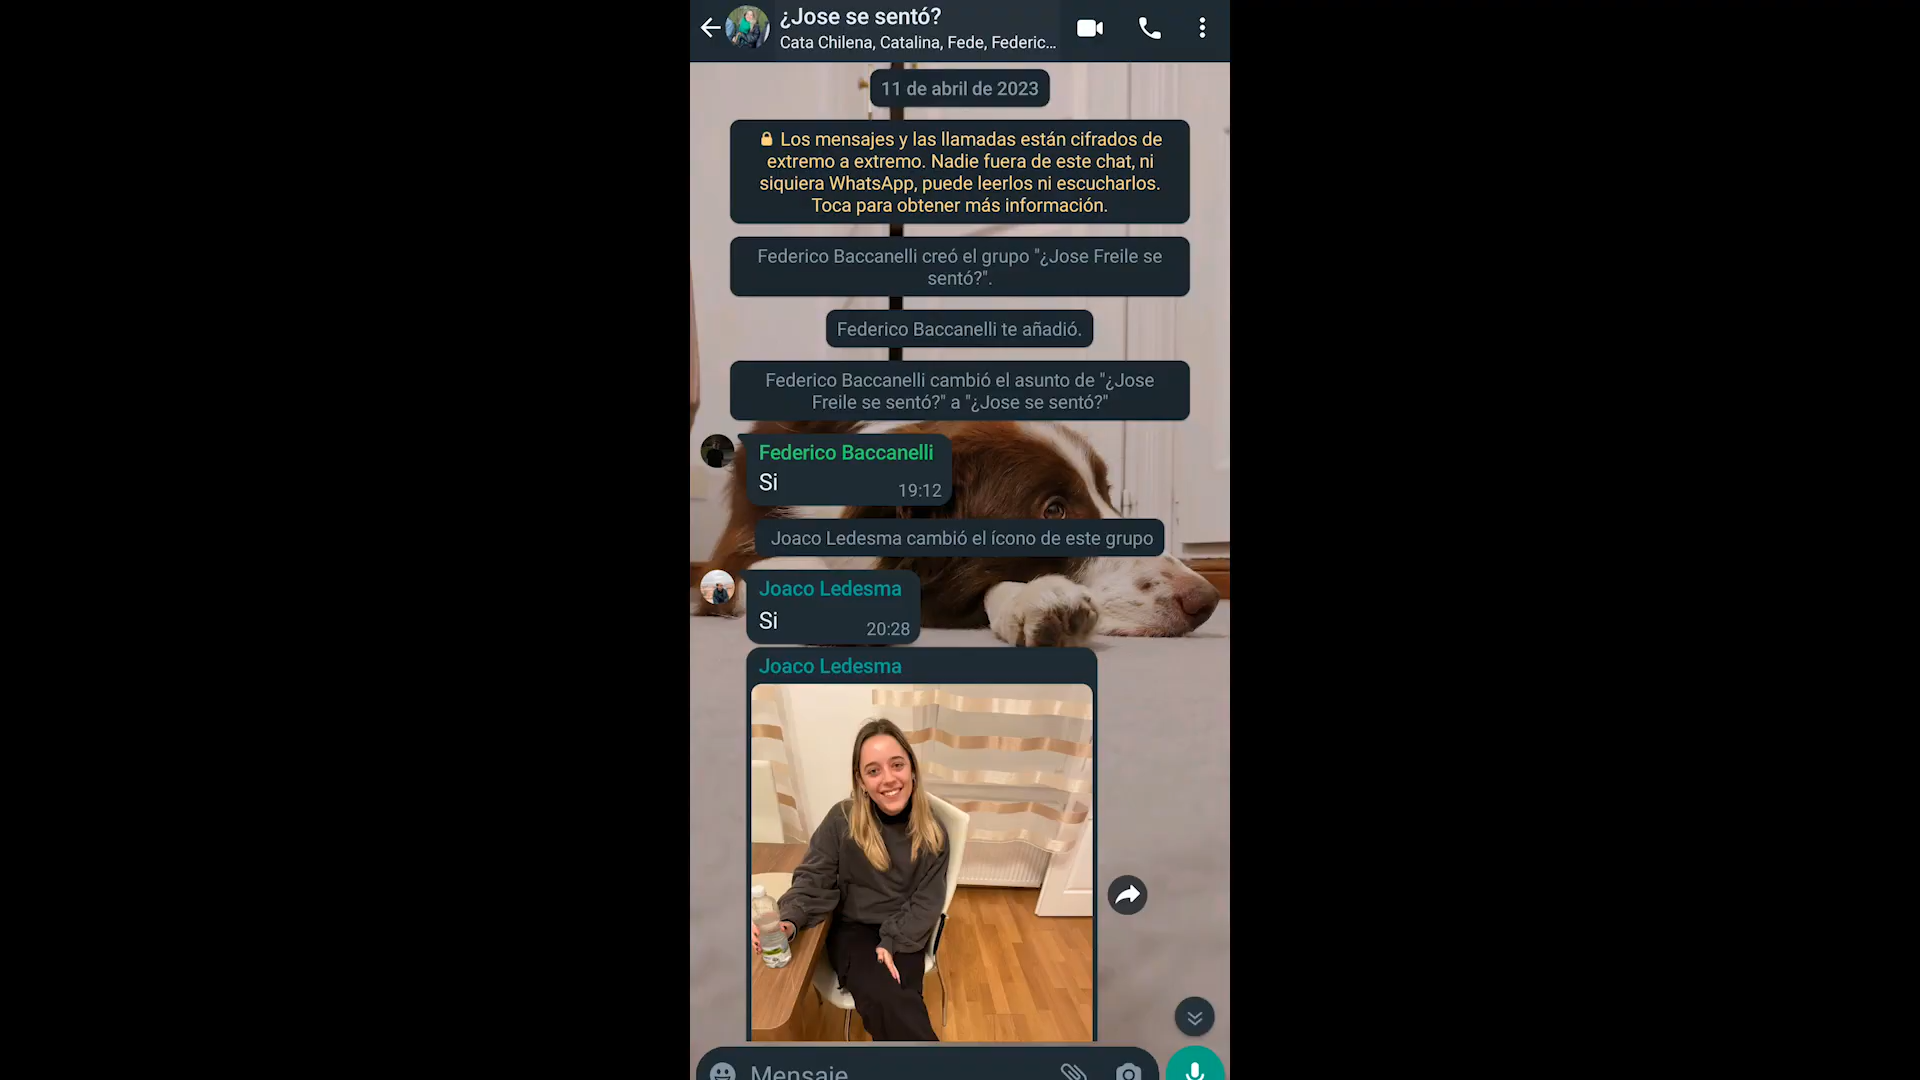 ¿Jose se sentó?
Cata Chilena, Catalina, Fede, Federic...
11 de abril de 2023
Los mensajes y las llamadas están cifrados de
extremo a extremo. Nadie fuera de este chat, ni
siquiera WhatsApp, puede leerlos ni escucharlos.
Toca para obtener más información.
Federico Baccanelli creó el grupo "¿Jose Freile se
sentó?".
Federico Baccanelli te añadió.
Federico Baccanelli cambió el asunto de "¿Jose
Freile se sentó?" a "¿Jose se sentó?"
Federico Baccanelli
Si
19:12
Joaco Ledesma cambió el ícono de este grupo
Joaco Ledesma
Si
20:28
Joaco Ledesma
Mensaje